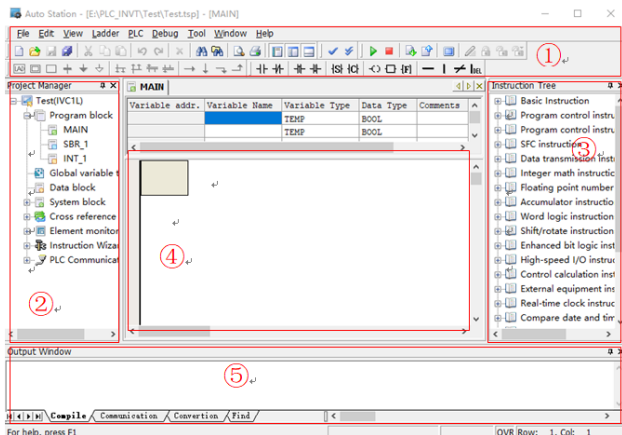 Auto Station - [E:\PLC_INVT\Test\Test.tsp] - [MAIN]
File Edit View Ladder PLC Debug Tool Window Help
①
Project Manager
Test(IVC1L)
Program block
MAIN
SBR_1
INT_1
Global variable t
Data block
System block
Cross reference
Element monitor
Instruction Wiza
PLC Communicat
②
MAIN
Variable addr. Variable Name Variable Type Data Type Comments
TEMP BOOL
TEMP BOOL
④
Instruction Tree
Basic Instruction
Program control instru
Program control instru
SFC instruction
③
Data transmission instr
Integer math instructic
Floating point number
Accumulator instructio
Word logic instruction
Shift/rotate instruction
Enhanced bit logic inst
High-speed I/O instruc
Control calculation inst
External equipment ins
Real-time clock instruc
Compare date and tim
Output Window
⑤
Compile Communication Convertion Find
For help, press F1
OVR Row: 1, Col: 1